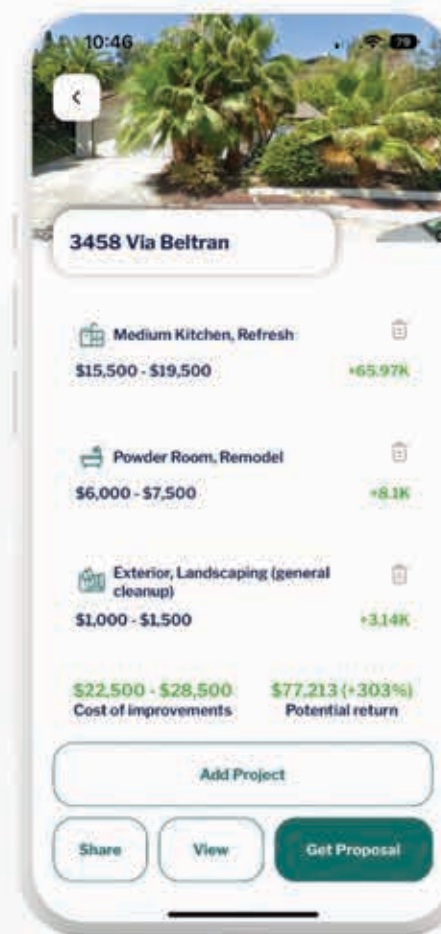 10:46
79
3458 Via Beltran
Medium Kitchen, Refresh
$15,500 - $19,500 +65.97K
Powder Room, Remodel
$6,000 - $7,500 +8.1K
Exterior, Landscaping (general
cleanup)
$1,000 - $1,500 +3.14K
$22,500 - $28,500 $77,213 (+303%)
Cost of improvements Potential return
Add Project
Share View Get Proposal